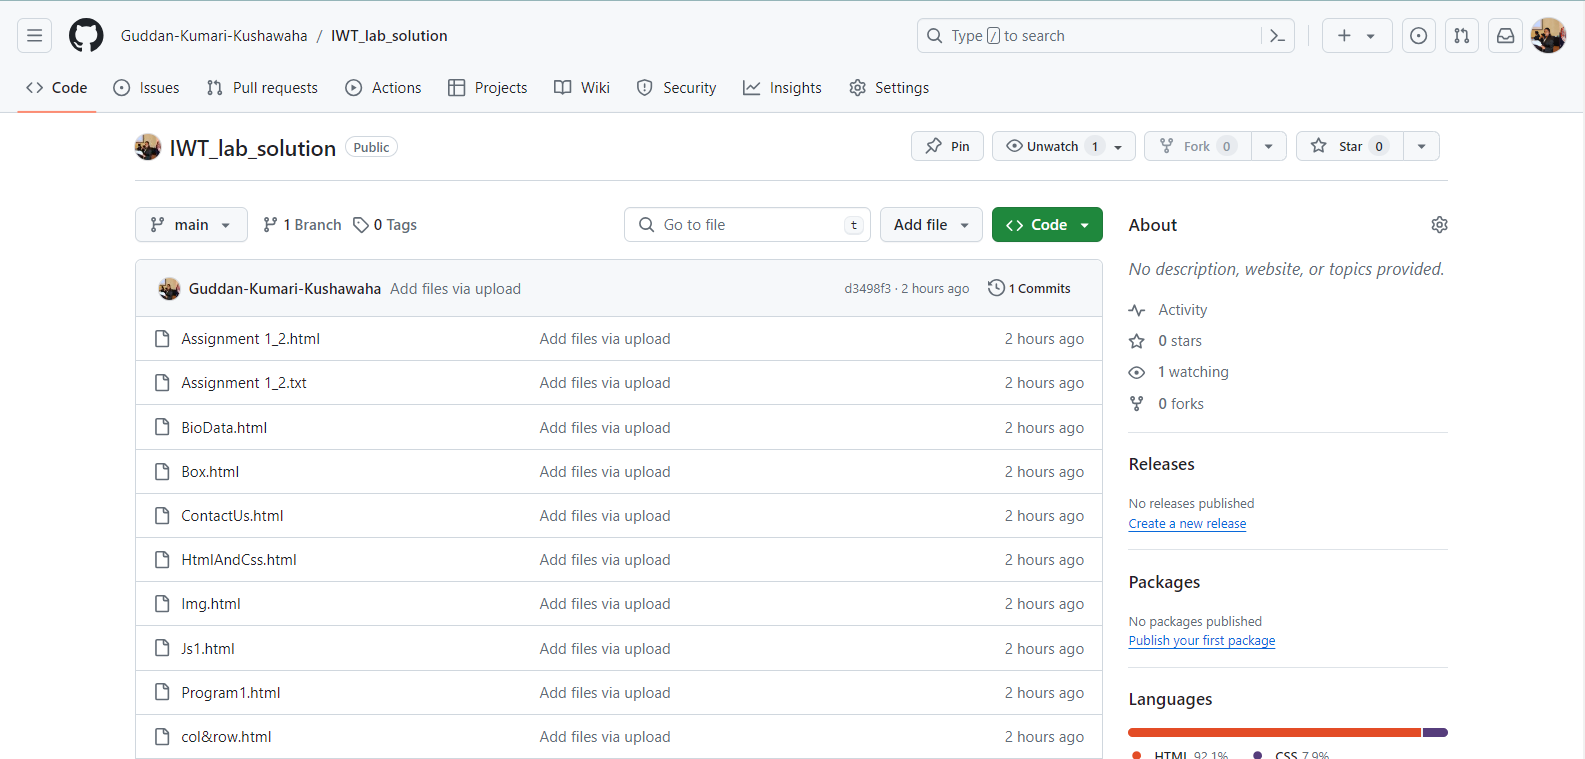 Guddan-Kumari-Kushawaha / IWT_lab_solution
Type / to search
Code Issues Pull requests Actions Projects Wiki Security Insights Settings
IWT_lab_solution Public
Pin Unwatch 1 Fork 0 Star 0
main 1 Branch 0 Tags
Go to file t Add file Code
Guddan-Kumari-Kushawaha Add files via upload d3498f3 · 2 hours ago 1 Commits
Assignment 1_2.html Add files via upload 2 hours ago
Assignment 1_2.txt Add files via upload 2 hours ago
BioData.html Add files via upload 2 hours ago
Box.html Add files via upload 2 hours ago
ContactUs.html Add files via upload 2 hours ago
HtmlAndCss.html Add files via upload 2 hours ago
Img.html Add files via upload 2 hours ago
Js1.html Add files via upload 2 hours ago
Program1.html Add files via upload 2 hours ago
col&row.html Add files via upload 2 hours ago
About
No description, website, or topics provided.
Activity
0 stars
1 watching
0 forks
Releases
No releases published
Create a new release
Packages
No packages published
Publish your first package
Languages
HTML 92.1% CSS 7.9%